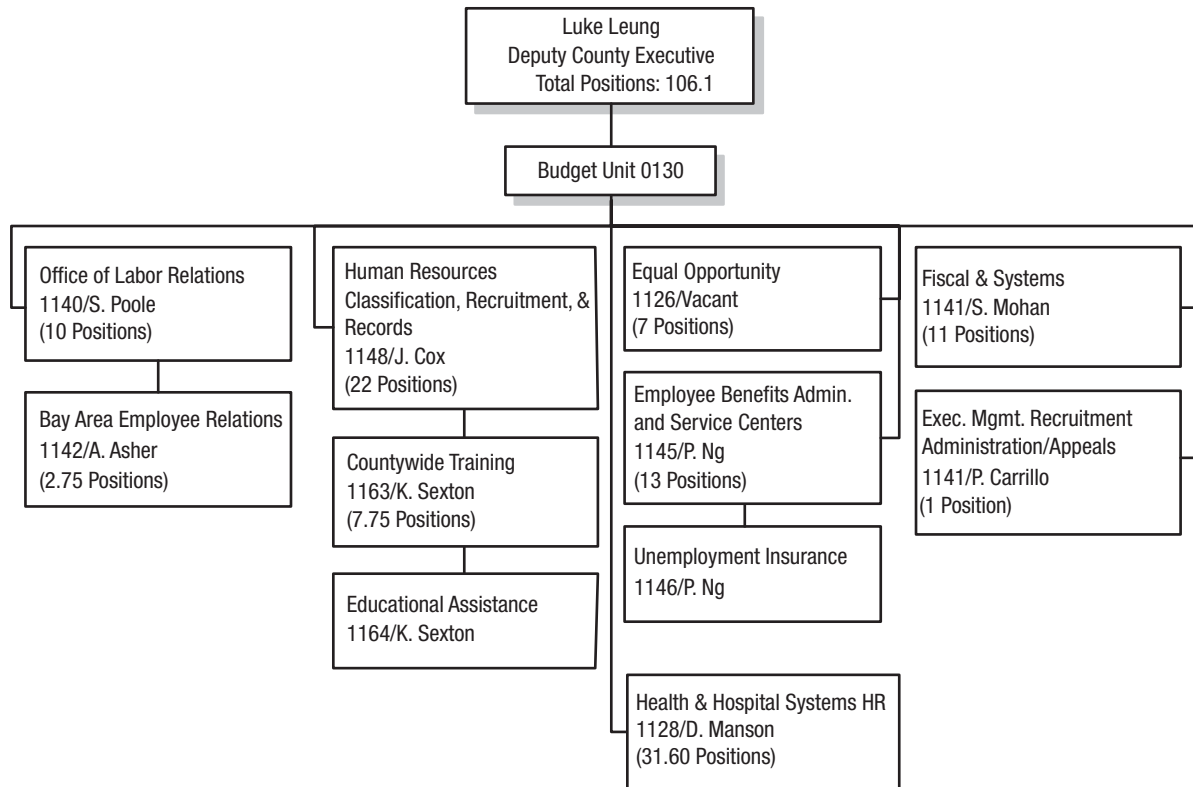 Luke Leung
Deputy County Executive
Total Positions: 106.1
Budget Unit 0130
Office of Labor Relations
1140/S. Poole
(10 Positions)
Bay Area Employee Relations
1142/A. Asher
(2.75 Positions)
Human Resources
Classification, Recruitment, &
Records
1148/J. Cox
(22 Positions)
Countywide Training
1163/K. Sexton
(7.75 Positions)
Educational Assistance
1164/K. Sexton
Equal Opportunity
1126/Vacant
(7 Positions)
Employee Benefits Admin.
and Service Centers
1145/P. Ng
(13 Positions)
Unemployment Insurance
1146/P. Ng
Health & Hospital Systems HR
1128/D. Manson
(31.60 Positions)
Fiscal & Systems
1141/S. Mohan
(11 Positions)
Exec. Mgmt. Recruitment
Administration/Appeals
1141/P. Carrillo
(1 Position)